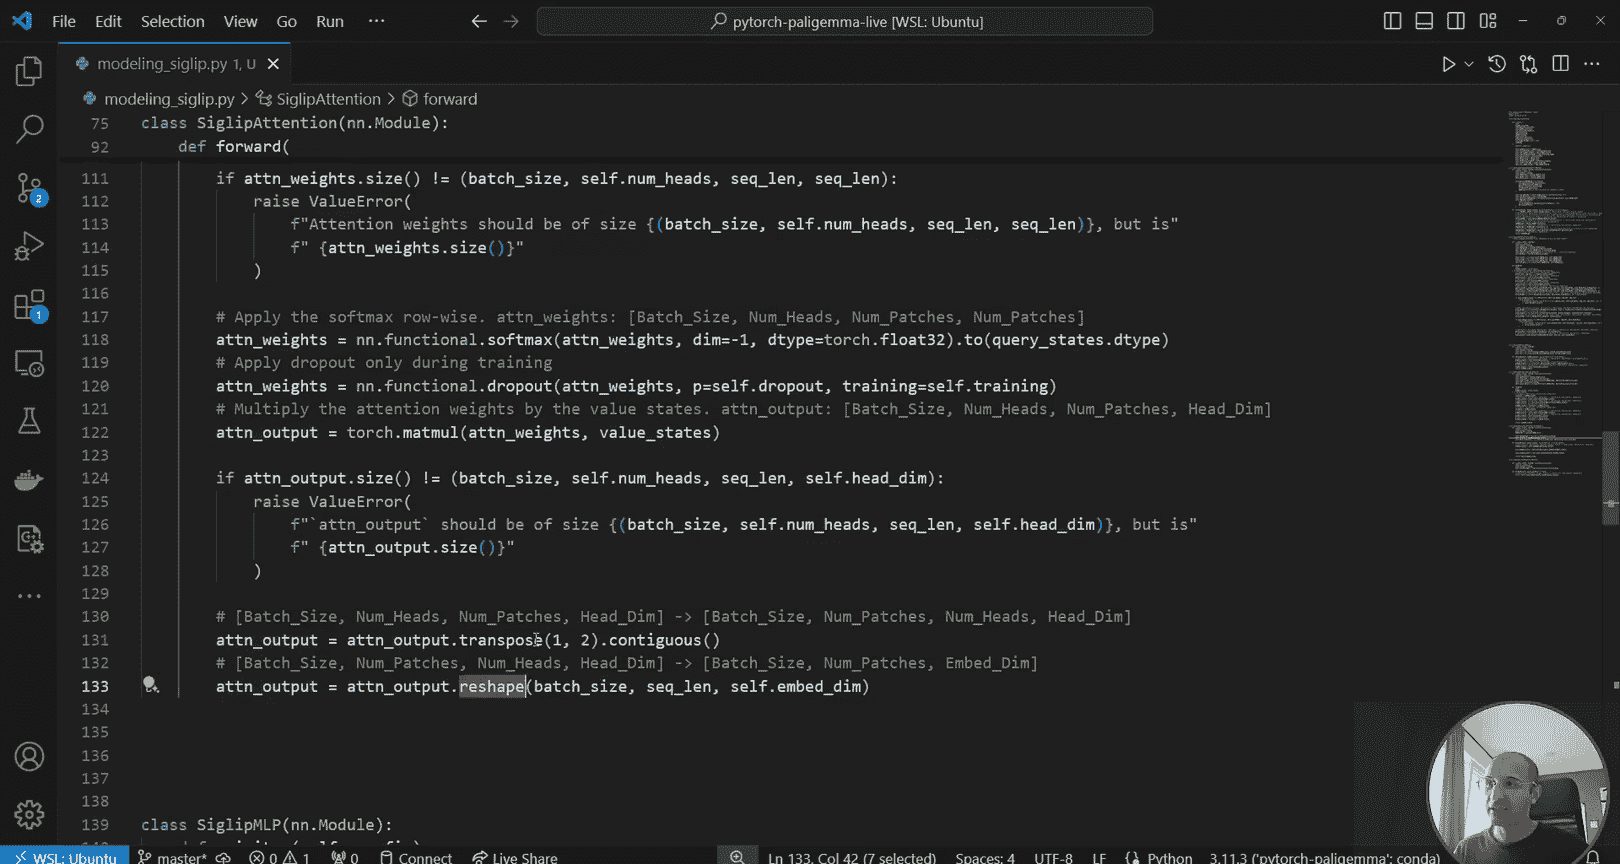 File Edit Selection View Go Run ··· pytorch-paligemma-live [WSL: Ubuntu]
modeling_siglip.py 1, U
modeling_siglip.py > SiglipAttention > forward
75 class SiglipAttention(nn.Module):
92 def forward(
111 if attn_weights.size() != (batch_size, self.num_heads, seq_len, seq_len):
112 raise ValueError(
113 f"Attention weights should be of size {(batch_size, self.num_heads, seq_len, seq_len)}, but is"
114 f" {attn_weights.size()}"
115 )
116
117 # Apply the softmax row-wise. attn_weights: [Batch_Size, Num_Heads, Num_Patches, Num_Patches]
118 attn_weights = nn.functional.softmax(attn_weights, dim=-1, dtype=torch.float32).to(query_states.dtype)
119 # Apply dropout only during training
120 attn_weights = nn.functional.dropout(attn_weights, p=self.dropout, training=self.training)
121 # Multiply the attention weights by the value states. attn_output: [Batch_Size, Num_Heads, Num_Patches, Head_Dim]
122 attn_output = torch.matmul(attn_weights, value_states)
123
124 if attn_output.size() != (batch_size, self.num_heads, seq_len, self.head_dim):
125 raise ValueError(
126 f"`attn_output` should be of size {(batch_size, self.num_heads, seq_len, self.head_dim)}, but is"
127 f" {attn_output.size()}"
128 )
129
130 # [Batch_Size, Num_Heads, Num_Patches, Head_Dim] -> [Batch_Size, Num_Patches, Num_Heads, Head_Dim]
131 attn_output = attn_output.transpose(1, 2).contiguous()
132 # [Batch_Size, Num_Patches, Num_Heads, Head_Dim] -> [Batch_Size, Num_Patches, Embed_Dim]
133 attn_output = attn_output.reshape(batch_size, seq_len, self.embed_dim)
134
135
136
137
138
139 class SiglipMLP(nn.Module):
2
1
WSL: Ubuntu master* 0 1 0 Connect Live Share Ln 133, Col 42 (7 selected) Spaces: 4 UTF-8 LF Python 3.11.3 ('pytorch-paligemma': conda)